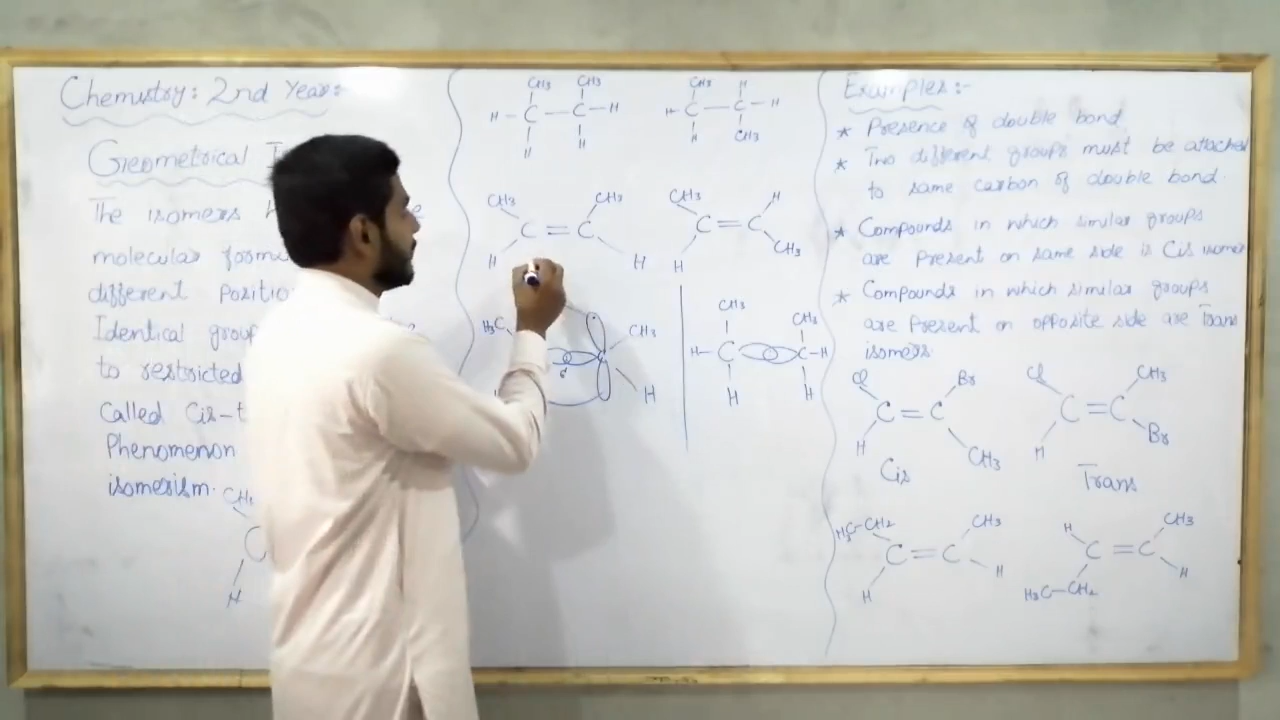 Chemistry: 2nd Year:-
Geometrical
The isomers
molecular
different
Identical
to restricted
Called Cis-
Phenomenon
isomerism.
CH3
C
H
CH3 CH3
H - C - C - H
H H
CH3 H
H - C - C - H
H CH3
CH3 CH3
C = C
H H
CH3 H
C = C
H CH3
H3C CH3
C
H
CH3 CH3
H - C C - H
H H
Examples:-
* Presence of double bond
* Two different groups must be attached
to same carbon of double bond.
* Compounds in which similar groups
are present on same side is Cis isomer
* Compounds in which similar groups
are Present on opposite side are Trans
isomers.
Cl Br
C = C
H CH3
Cis
Cl CH3
C = C
H Br
Trans
H3C-CH2 CH3
C = C
H H
H CH3
C = C
H3C-CH2 H